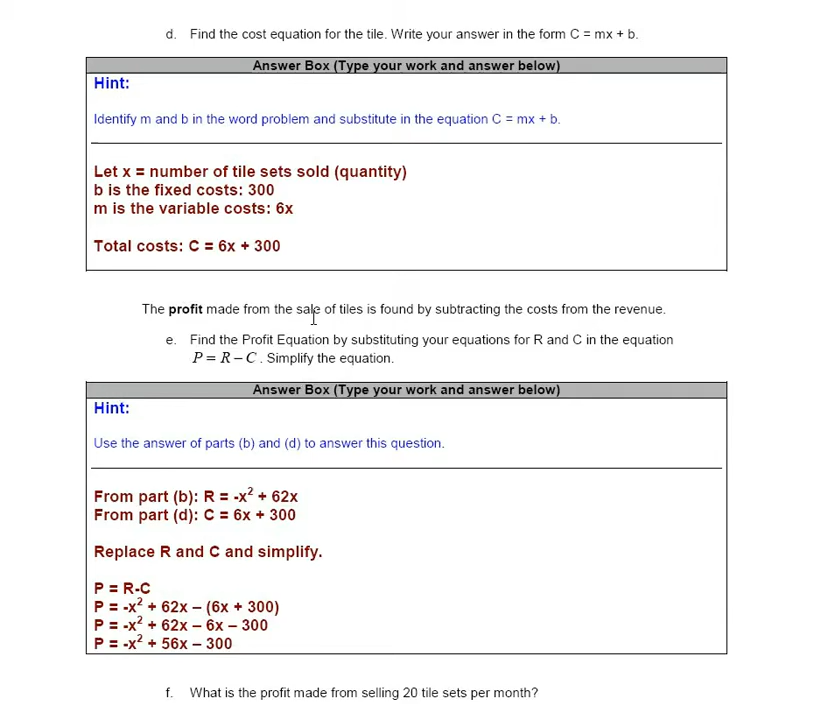 d. Find the cost equation for the tile. Write your answer in the form C = mx + b.
Answer Box (Type your work and answer below)
Hint:
Identify m and b in the word problem and substitute in the equation C = mx + b.
Let x = number of tile sets sold (quantity)
b is the fixed costs: 300
m is the variable costs: 6x
Total costs: C = 6x + 300
The profit made from the sale of tiles is found by subtracting the costs from the revenue.
e. Find the Profit Equation by substituting your equations for R and C in the equation
P = R – C . Simplify the equation.
Answer Box (Type your work and answer below)
Hint:
Use the answer of parts (b) and (d) to answer this question.
From part (b): R = -x² + 62x
From part (d): C = 6x + 300
Replace R and C and simplify.
P = R-C
P = -x² + 62x – (6x + 300)
P = -x² + 62x – 6x – 300
P = -x² + 56x – 300
f. What is the profit made from selling 20 tile sets per month?